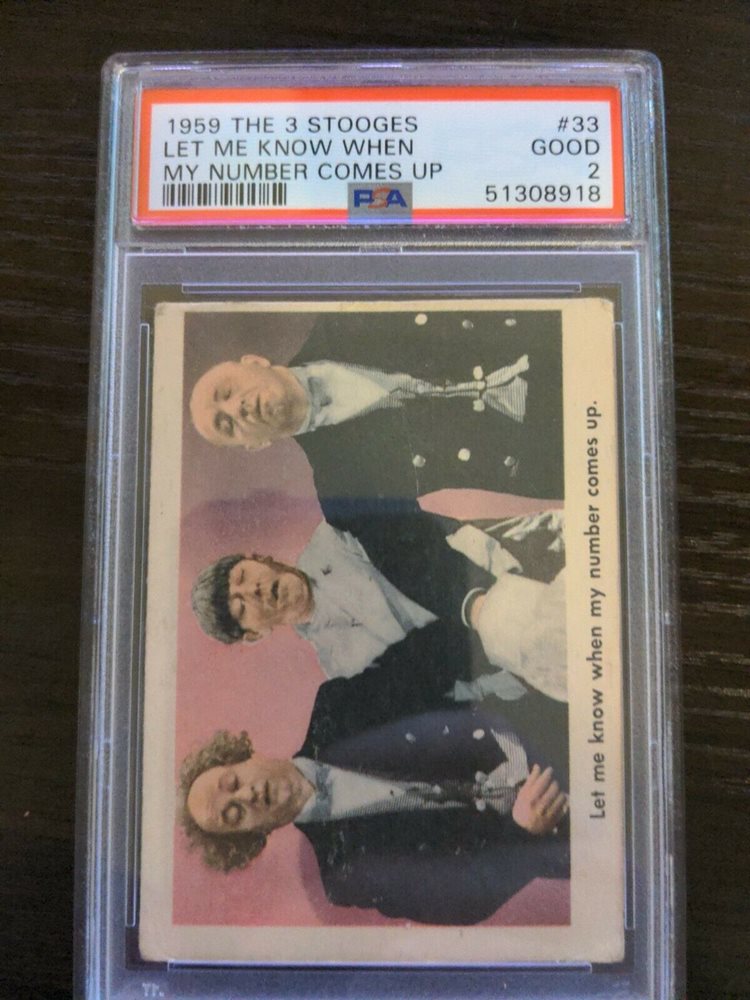 1959 THE 3 STOOGES #33
LET ME KNOW WHEN GOOD
MY NUMBER COMES UP 2
PSA 51308918
Let me know when my number comes up.